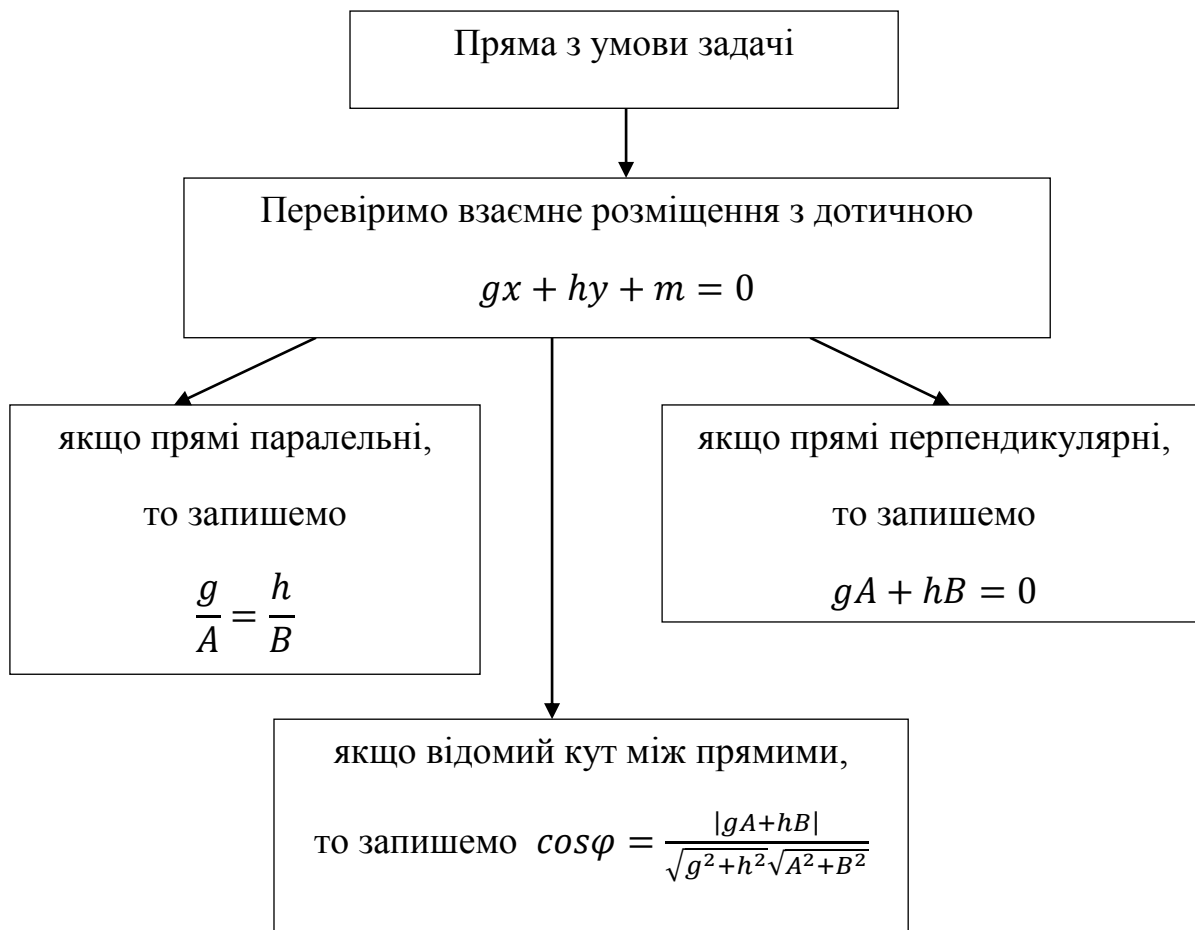 Пряма з умови задачі
Перевіримо взаємне розміщення з дотичною
gx + hy + m = 0
якщо прямі паралельні,
то запишемо
g/A = h/B
якщо прямі перпендикулярні,
то запишемо
gA + hB = 0
якщо відомий кут між прямими,
то запишемо cosφ = |gA+hB| / √(g²+h²)√(A²+B²)